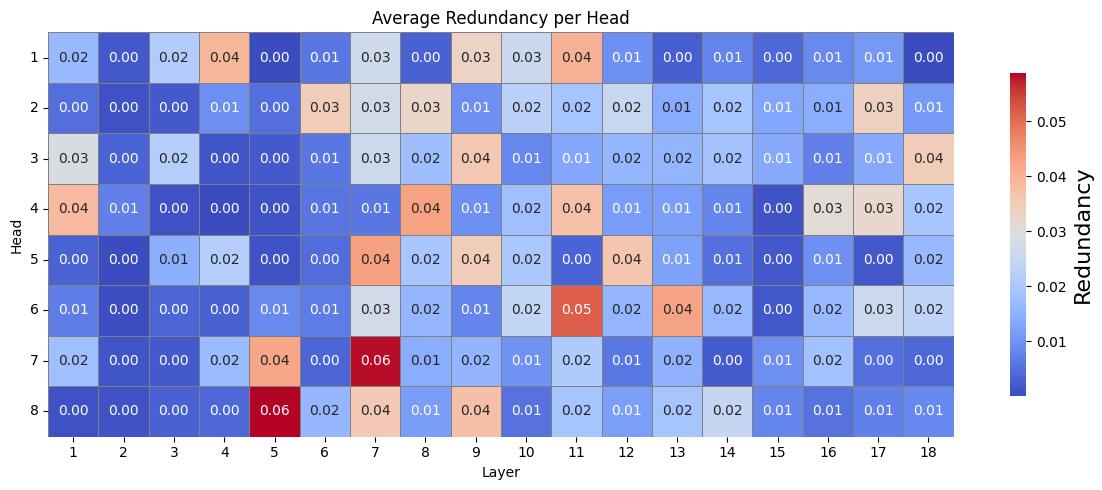 Average Redundancy per Head
1 0.02 0.00 0.02 0.04 0.00 0.01 0.03 0.00 0.03 0.03 0.04 0.01 0.00 0.01 0.00 0.01 0.01 0.00
2 0.00 0.00 0.00 0.01 0.00 0.03 0.03 0.03 0.01 0.02 0.02 0.02 0.01 0.02 0.01 0.01 0.03 0.01
3 0.03 0.00 0.02 0.00 0.00 0.01 0.03 0.02 0.04 0.01 0.01 0.02 0.02 0.02 0.01 0.01 0.01 0.04
4 0.04 0.01 0.00 0.00 0.00 0.01 0.01 0.04 0.01 0.02 0.04 0.01 0.01 0.01 0.00 0.03 0.03 0.02
5 0.00 0.00 0.01 0.02 0.00 0.00 0.04 0.02 0.04 0.02 0.00 0.04 0.01 0.01 0.00 0.01 0.00 0.02
6 0.01 0.00 0.00 0.00 0.01 0.01 0.03 0.02 0.01 0.02 0.05 0.02 0.04 0.02 0.00 0.02 0.03 0.02
7 0.02 0.00 0.00 0.02 0.04 0.00 0.06 0.01 0.02 0.01 0.02 0.01 0.02 0.00 0.01 0.02 0.00 0.00
8 0.00 0.00 0.00 0.00 0.06 0.02 0.04 0.01 0.04 0.01 0.02 0.01 0.02 0.02 0.01 0.01 0.01 0.01
1 2 3 4 5 6 7 8 9 10 11 12 13 14 15 16 17 18
Layer
Head
0.05
0.04
0.03
0.02
0.01
Redundancy